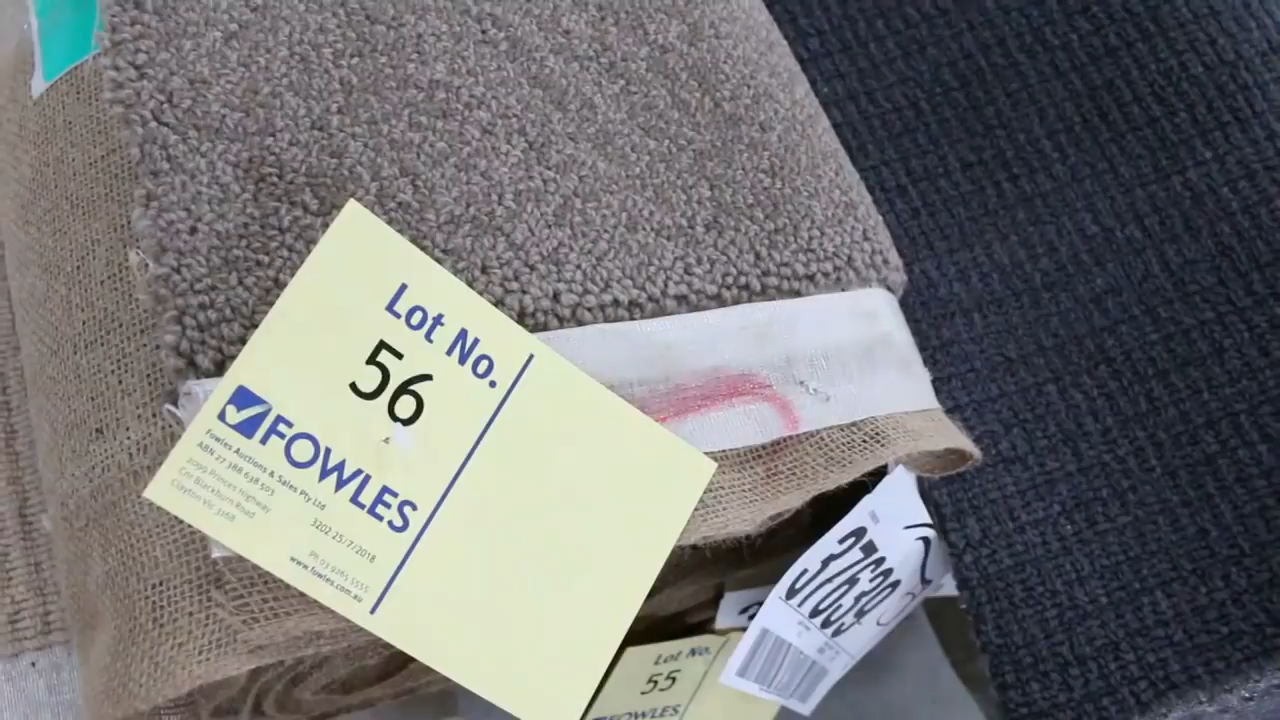 Lot No.
56
FOWLES
Fowles Auctions & Sales Pty Ltd
ABN 27 388 638 503
2099 Princes Highway
Cnr Blackburn Road
Clayton Vic 3168
3202 25/7/2018
Ph 03 9265 5555
www.fowles.com.au
37639
Lot No.
55
FOWLES